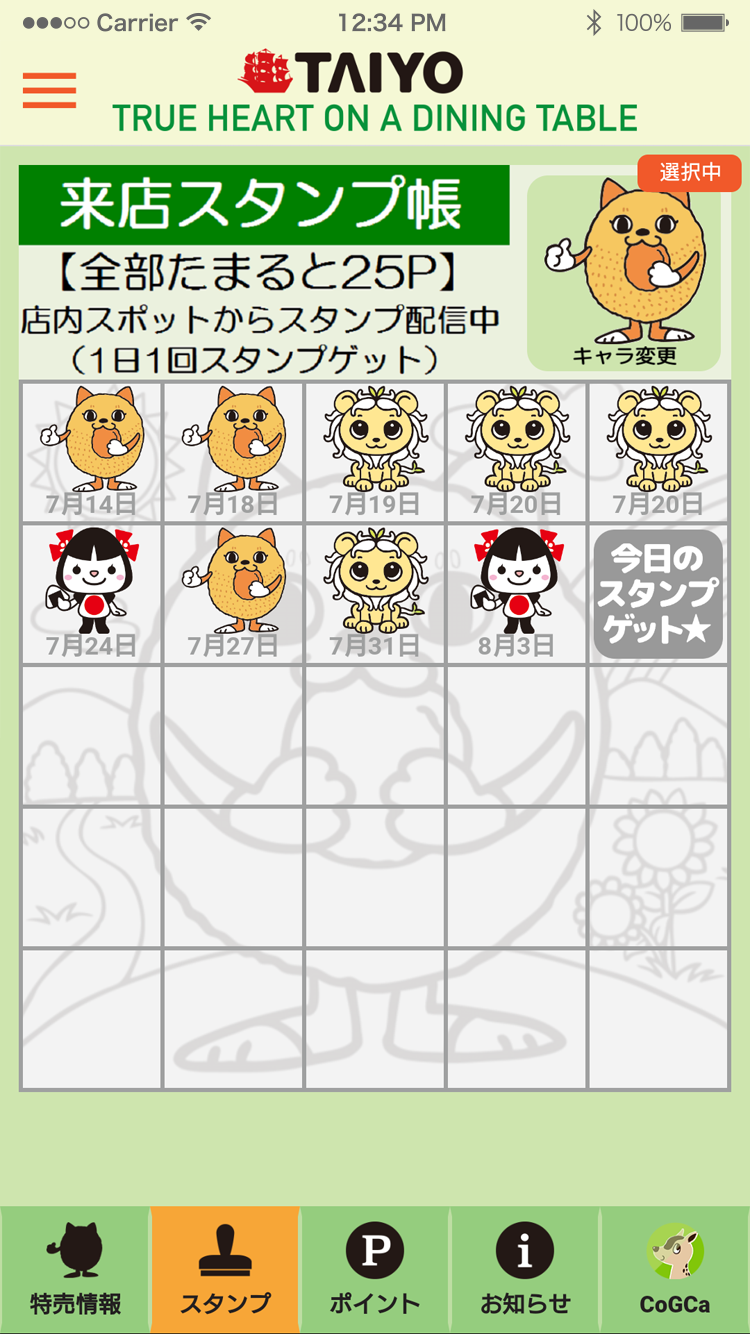 ●●●○○ Carrier 12:34 PM 100%
TAIYO
TRUE HEART ON A DINING TABLE
選択中
来店スタンプ帳
【全部たまると25P】
店内スポットからスタンプ配信中
（1日1回スタンプゲット）
キャラ変更
7月14日 7月18日 7月19日 7月20日 7月20日
今日の
スタンプ
ゲット★
7月24日 7月27日 7月31日 8月3日
特売情報 スタンプ P ポイント i お知らせ CoGCa